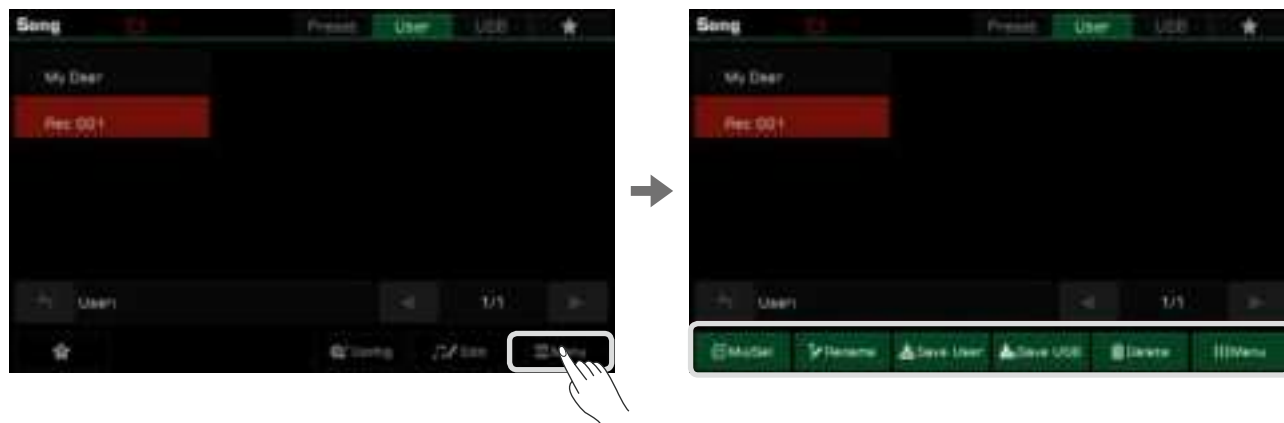 Song Preset User USB
My Dear
Rec 001
User\
1/1
Config Edit Menu
Song Preset User USB
My Dear
Rec 001
User\
1/1
Rename Save User Save USB Delete Menu